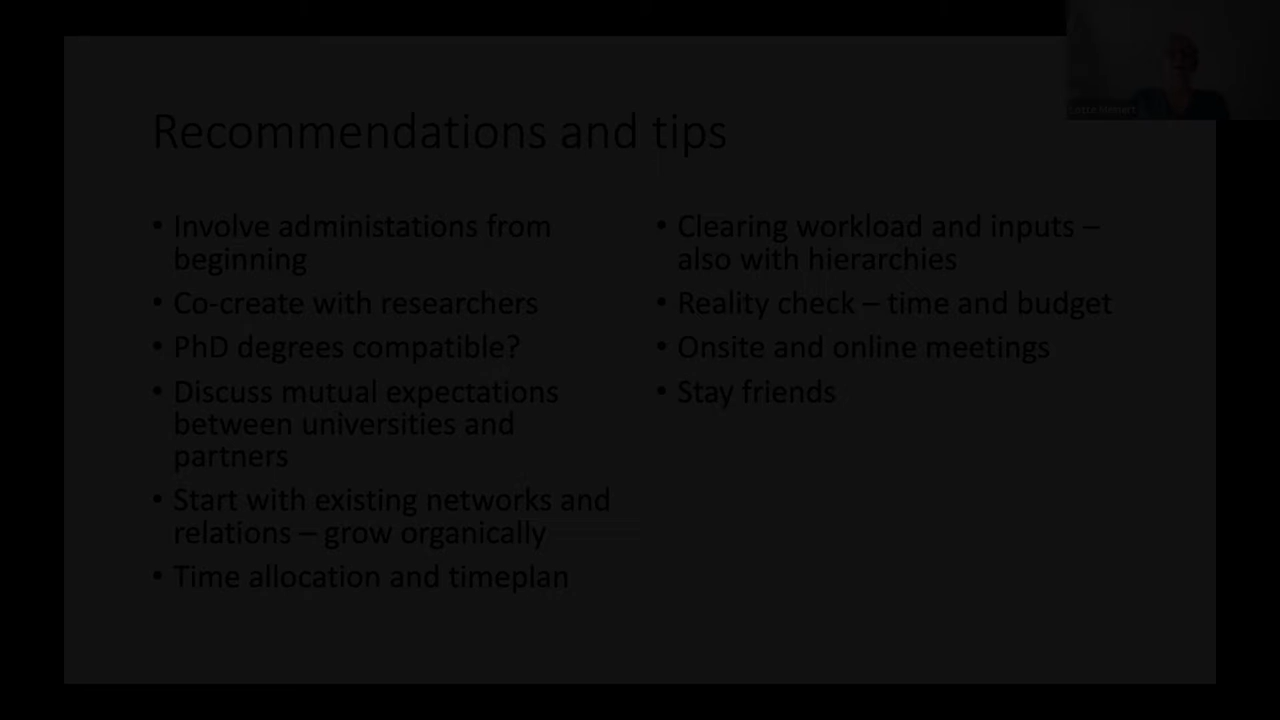 Recommendations and tips
• Involve administations from
beginning
• Co-create with researchers
• PhD degrees compatible?
• Discuss mutual expectations
between universities and
partners
• Start with existing networks and
relations – grow organically
• Time allocation and timeplan
• Clearing workload and inputs –
also with hierarchies
• Reality check – time and budget
• Onsite and online meetings
• Stay friends